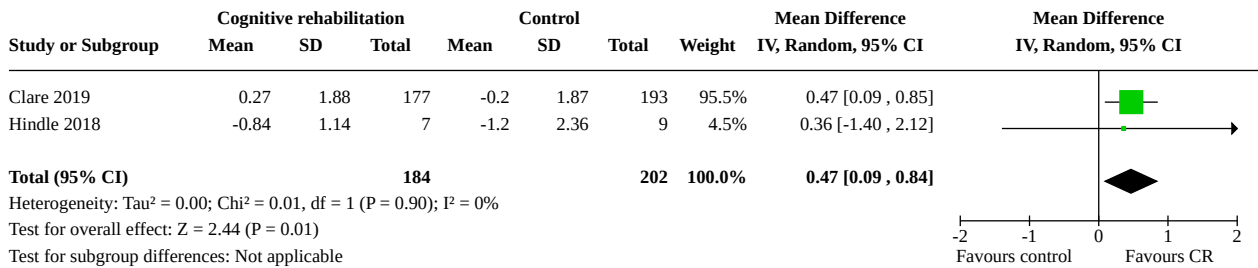 Cognitive rehabilitation Control Mean Difference Mean Difference
Study or Subgroup Mean SD Total Mean SD Total Weight IV, Random, 95% CI IV, Random, 95% CI
Clare 2019 0.27 1.88 177 -0.2 1.87 193 95.5% 0.47 [0.09 , 0.85]
Hindle 2018 -0.84 1.14 7 -1.2 2.36 9 4.5% 0.36 [-1.40 , 2.12]
Total (95% CI) 184 202 100.0% 0.47 [0.09 , 0.84]
Heterogeneity: Tau² = 0.00; Chi² = 0.01, df = 1 (P = 0.90); I² = 0%
Test for overall effect: Z = 2.44 (P = 0.01)
Test for subgroup differences: Not applicable
-2 -1 0 1 2
Favours control Favours CR